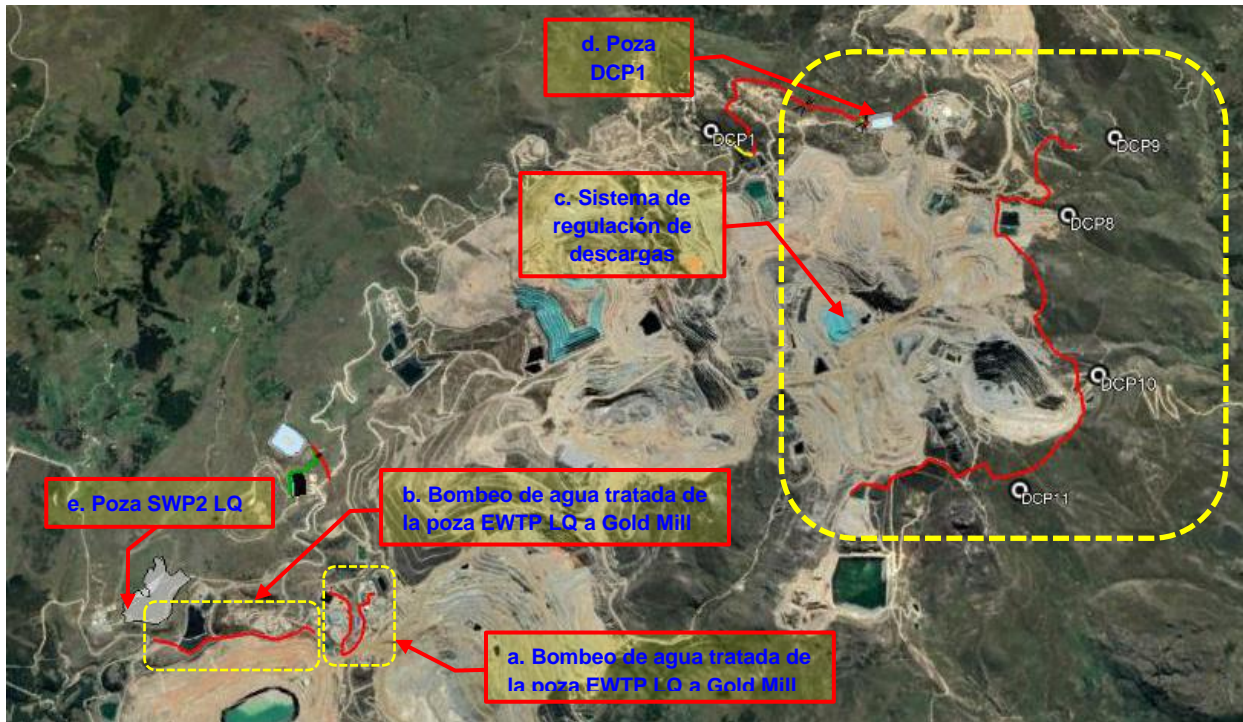 d. Poza
DCP1
DCP1
DCP9
c. Sistema de
regulación de
descargas
DCP8
DCP10
b. Bombeo de agua tratada de
la poza EWTP LQ a Gold Mill
e. Poza SWP2 LQ
DCP11
a. Bombeo de agua tratada de
la poza EWTP LQ a Gold Mill